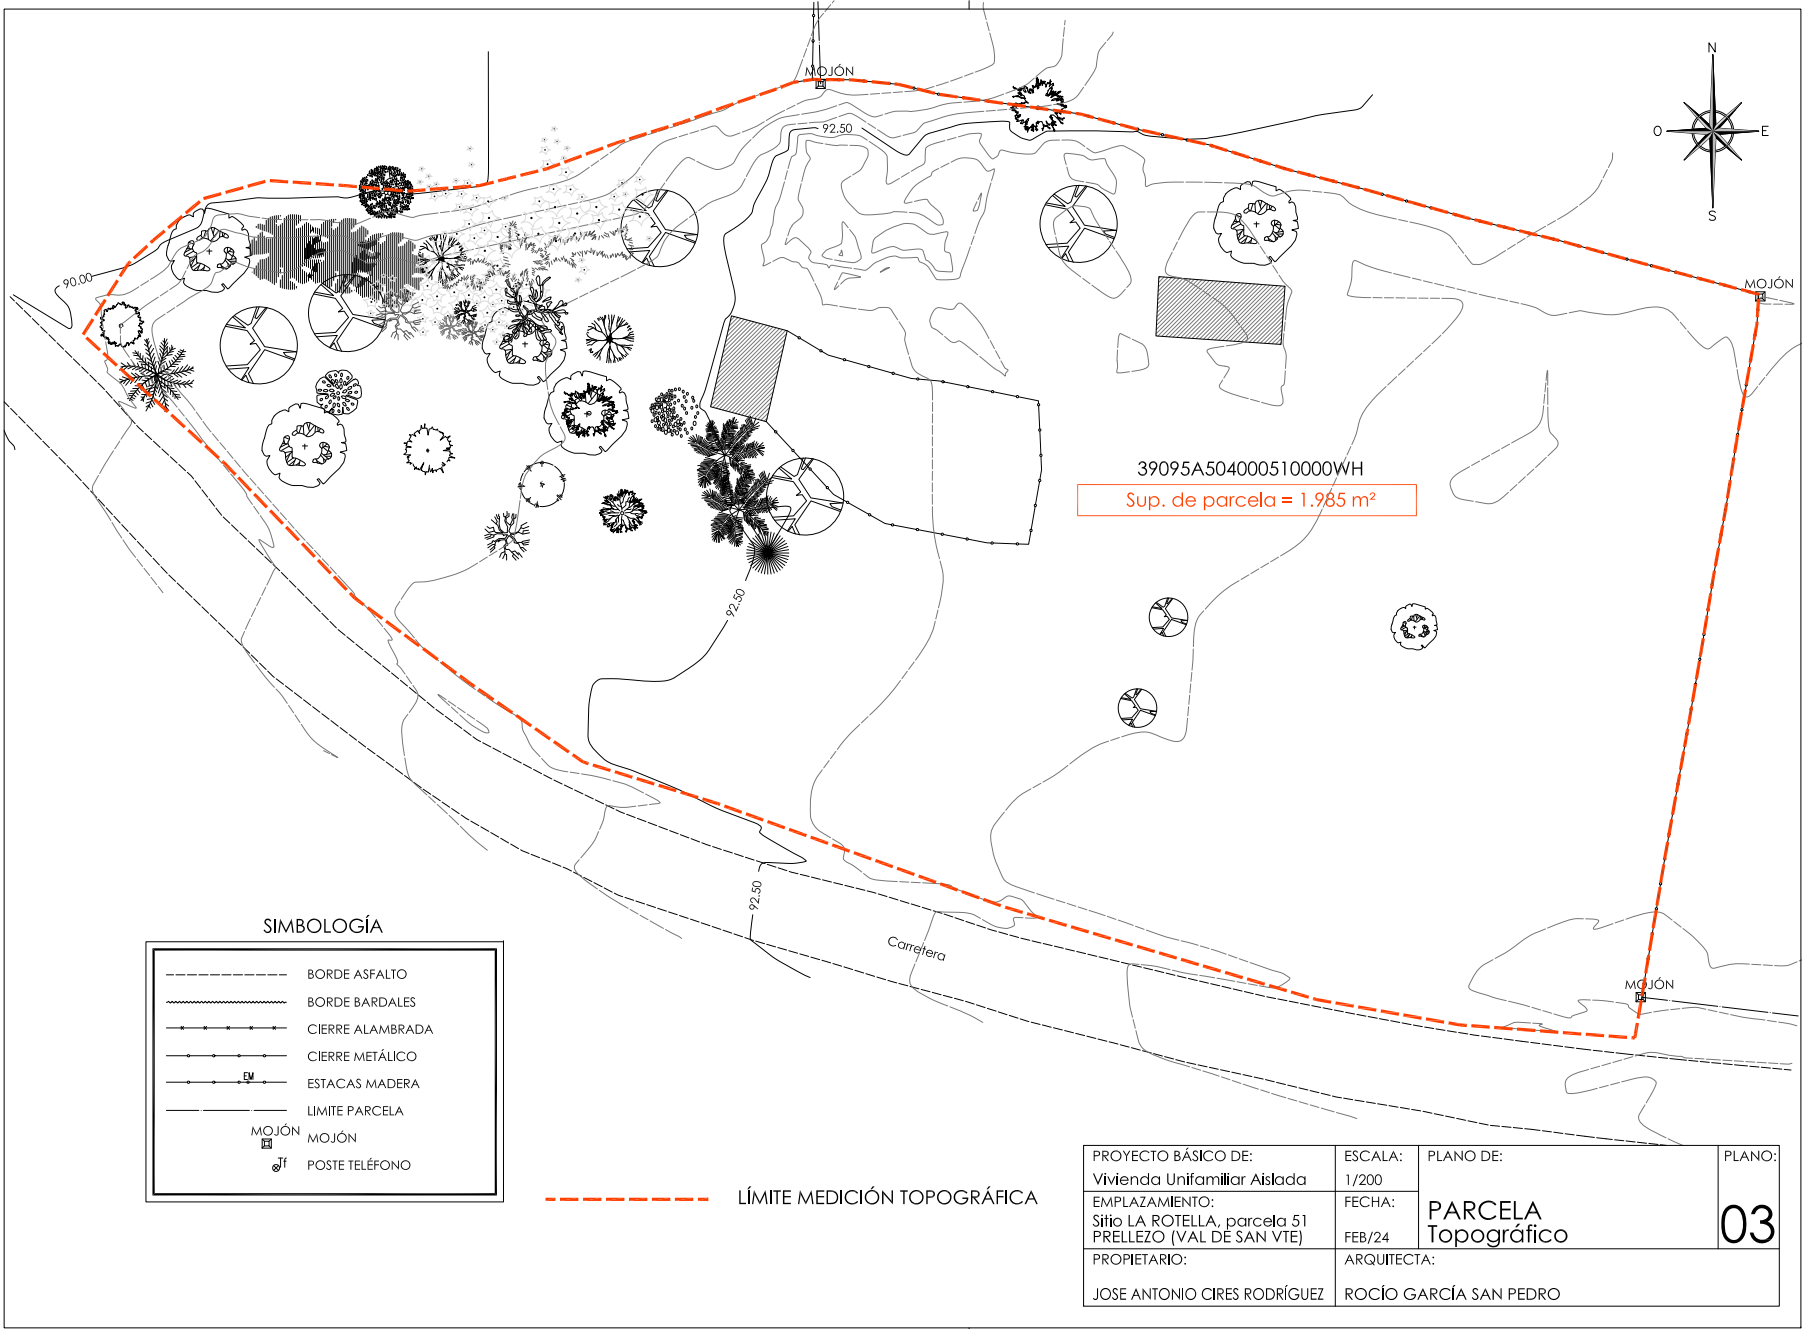 MOJÓN
N
O
E
S
92.50
90.00
MOJÓN
39095A504000510000WH
Sup. de parcela = 1.985 m²
92.50
92.50
Carretera
MOJÓN
SIMBOLOGÍA
BORDE ASFALTO
BORDE BARDALES
CIERRE ALAMBRADA
CIERRE METÁLICO
EM
ESTACAS MADERA
LIMITE PARCELA
MOJÓN
MOJÓN
Tf
POSTE TELÉFONO
LÍMITE MEDICIÓN TOPOGRÁFICA
PROYECTO BÁSICO DE:
Vivienda Unifamiliar Aislada
ESCALA:
1/200
PLANO DE:
PARCELA
Topográfico
PLANO:
03
EMPLAZAMIENTO:
Sitio LA ROTELLA, parcela 51
PRELLEZO (VAL DE SAN VTE)
FECHA:
FEB/24
PROPIETARIO:
JOSE ANTONIO CIRES RODRÍGUEZ
ARQUITECTA:
ROCÍO GARCÍA SAN PEDRO